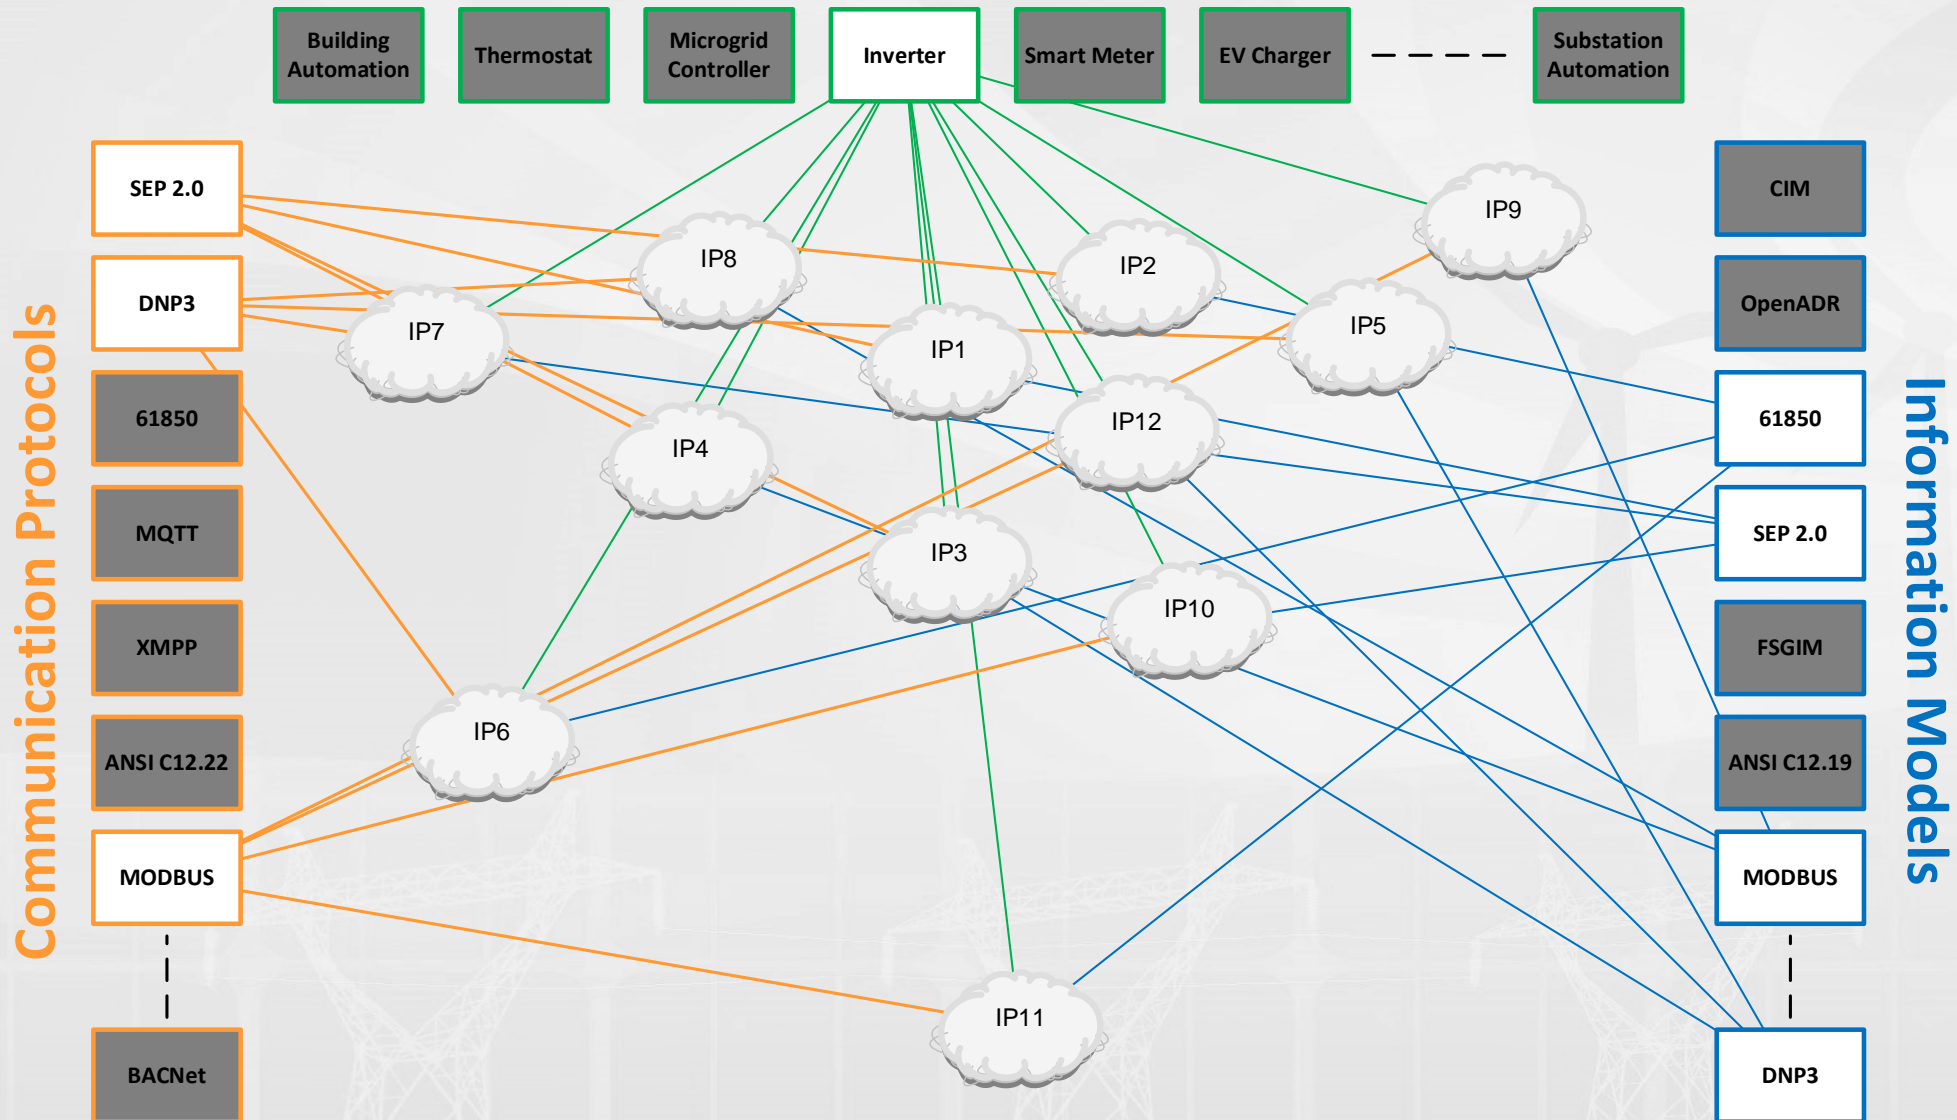 Building
Automation
Thermostat
Microgrid
Controller
Inverter
Smart Meter
EV Charger
Substation
Automation
Communication Protocols
SEP 2.0
DNP3
61850
MQTT
XMPP
ANSI C12.22
MODBUS
BACNet
IP8
IP2
IP9
IP7
IP1
IP5
IP4
IP12
IP3
IP10
IP6
IP11
CIM
OpenADR
61850
SEP 2.0
FSGIM
ANSI C12.19
MODBUS
DNP3
Information Models